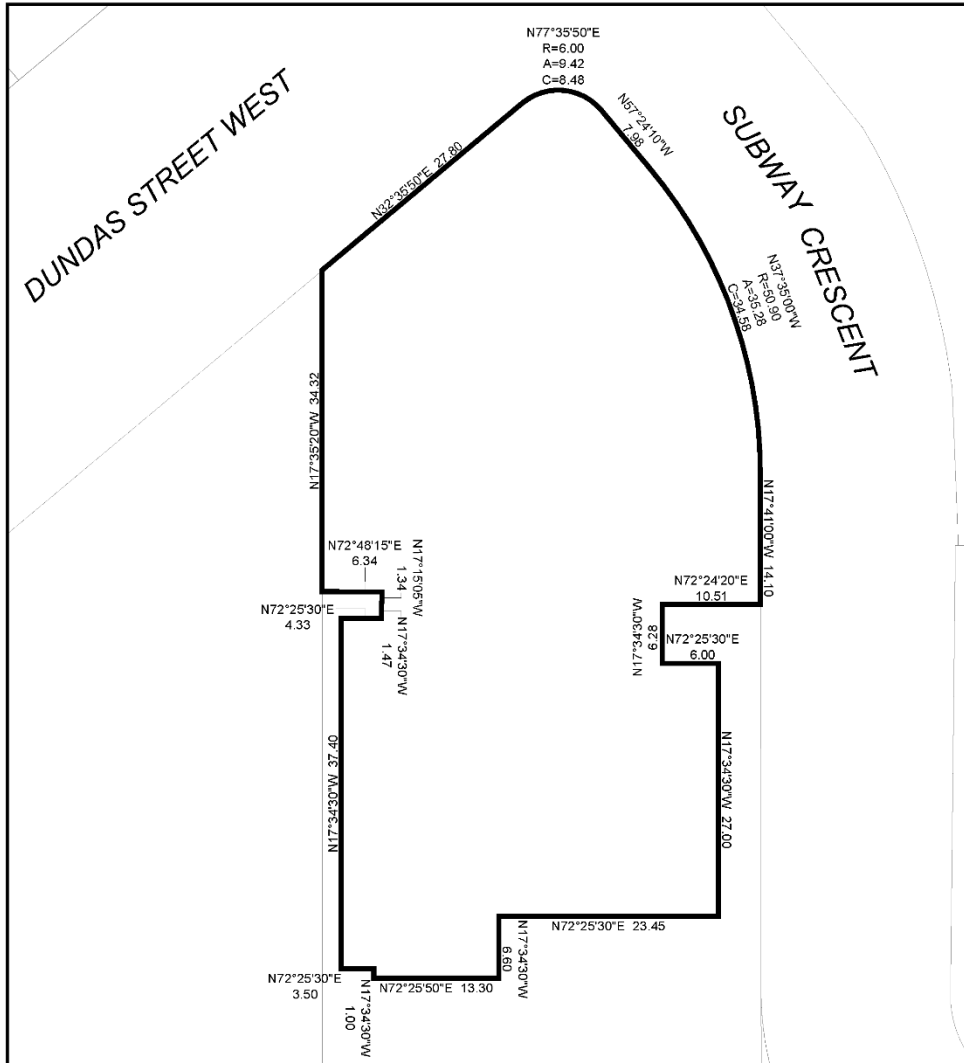 N77°35'50"E
R=6.00
A=9.42
C=8.48
N57°24'10"W
7.98
DUNDAS STREET WEST
SUBWAY CRESCENT
N32°35'50"E 27.80
N37°35'00"W
R=50.90
A=35.28
C=34.58
N17°35'20"W 34.32
N17°41'00"W 14.10
N72°48'15"E
6.34
N17°15'05"W
1.34
N72°24'20"E
10.51
N72°25'30"E
4.33
N17°34'30"W
1.47
N17°34'30"W
6.28
N72°25'30"E
6.00
N17°34'30"W 37.40
N17°34'30"W 27.00
N72°25'30"E 23.45
N17°34'30"W
6.60
N72°25'30"E
3.50
N17°34'30"W
1.00
N72°25'50"E 13.30